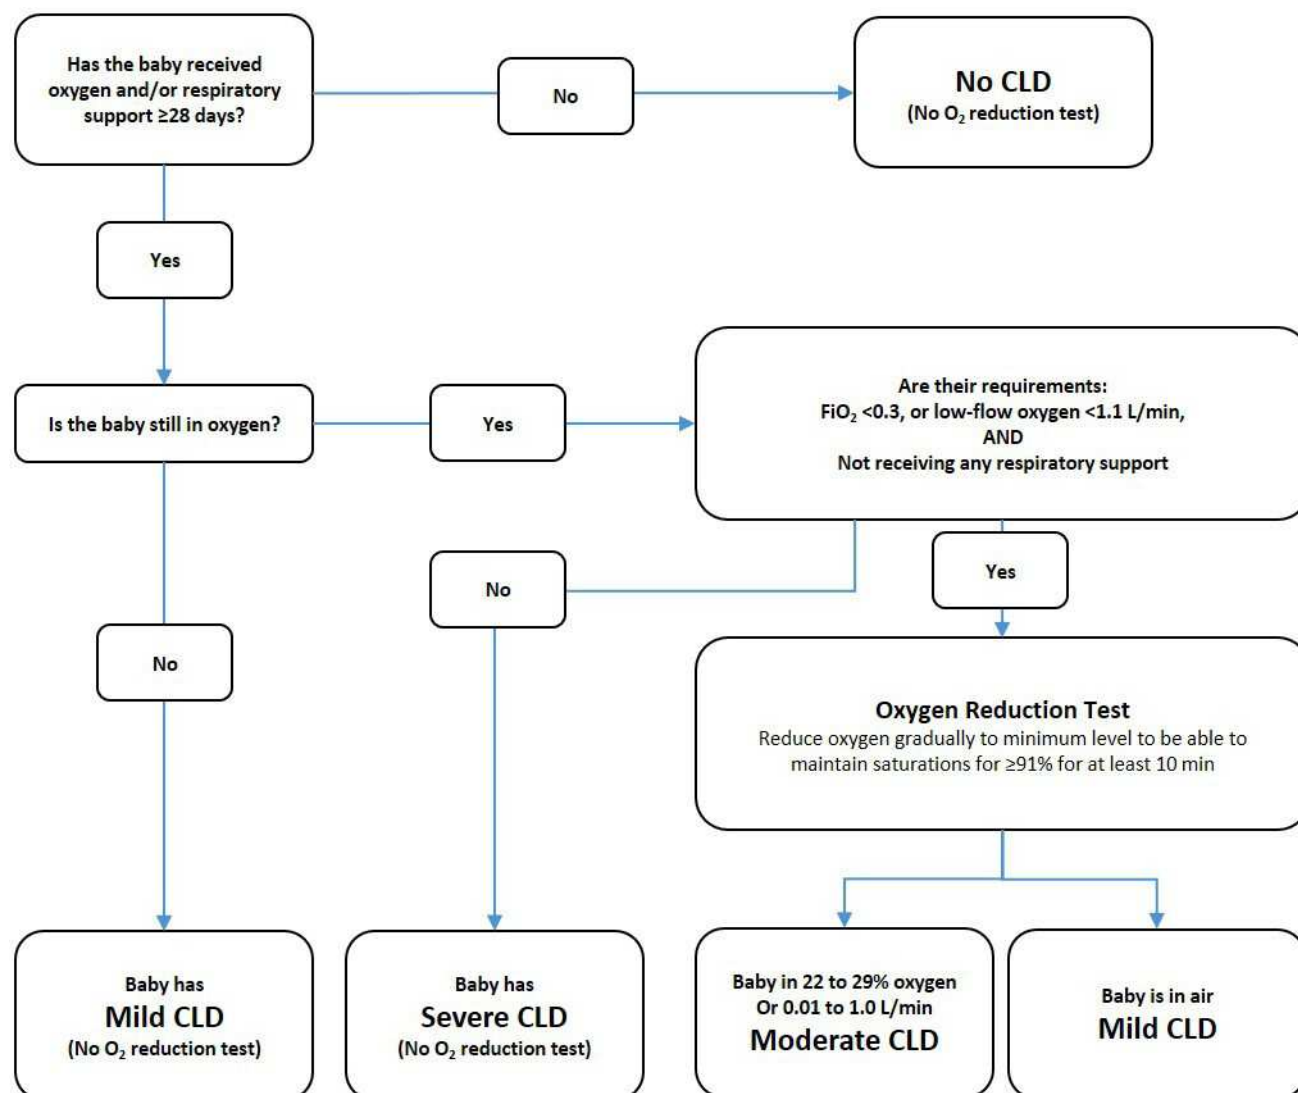 Has the baby received
oxygen and/or respiratory
support ≥28 days?
No
No CLD
(No O₂ reduction test)
Yes
Is the baby still in oxygen?
Yes
Are their requirements:
FiO₂ <0.3, or low-flow oxygen <1.1 L/min,
AND
Not receiving any respiratory support
No
Yes
No
Oxygen Reduction Test
Reduce oxygen gradually to minimum level to be able to
maintain saturations for ≥91% for at least 10 min
Baby has
Mild CLD
(No O₂ reduction test)
Baby has
Severe CLD
(No O₂ reduction test)
Baby in 22 to 29% oxygen
Or 0.01 to 1.0 L/min
Moderate CLD
Baby is in air
Mild CLD